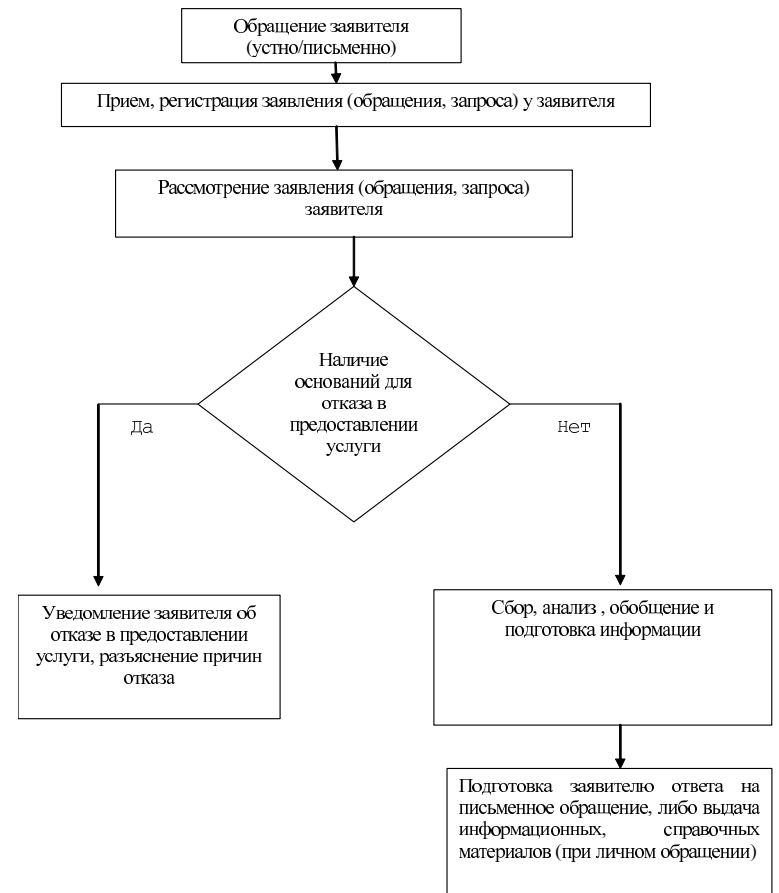 Обращение заявителя
(устно/письменно)
Прием, регистрация заявления (обращения, запроса) у заявителя
Рассмотрение заявления (обращения, запроса)
заявителя
Наличие
оснований для
отказа в
предоставлении
услуги
Да
Нет
Уведомление заявителя об
отказе в предоставлении
услуги, разъяснение причин
отказа
Сбор, анализ , обобщение и
подготовка информации
Подготовка заявителю ответа на
письменное обращение, либо выдача
информационных, справочных
материалов (при личном обращении)